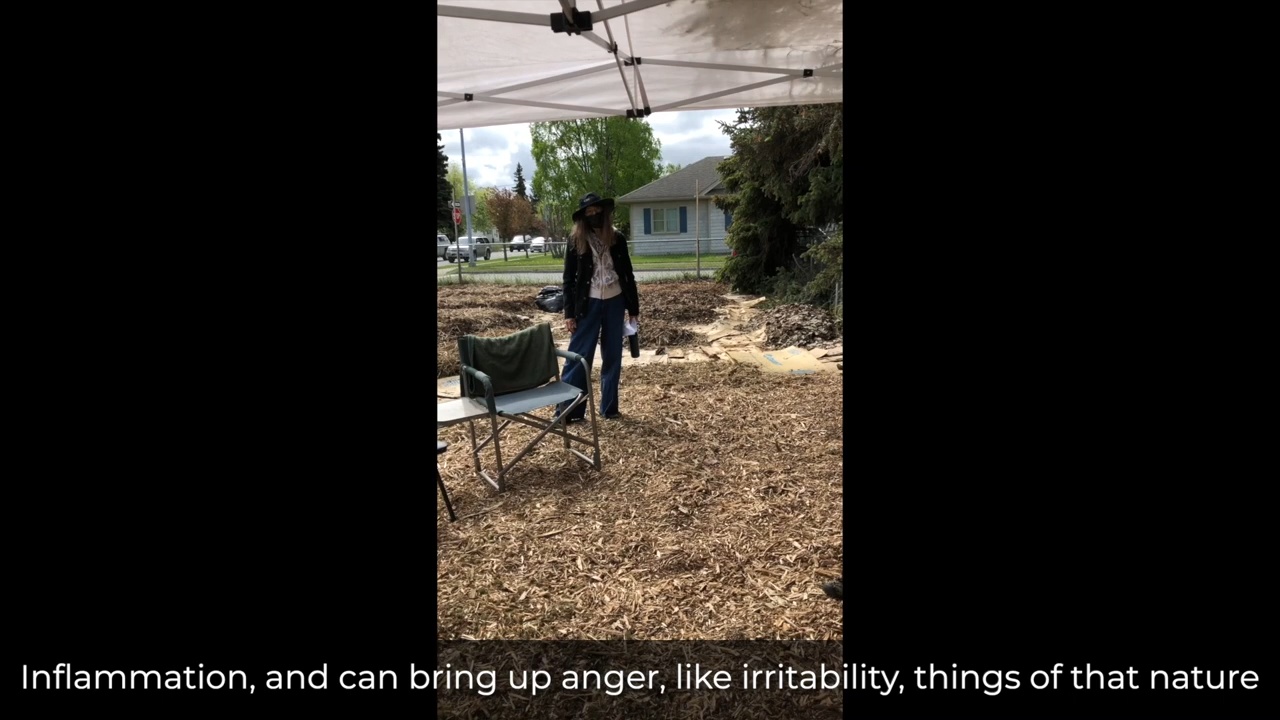 Inflammation, and can bring up anger, like irritability, things of that nature